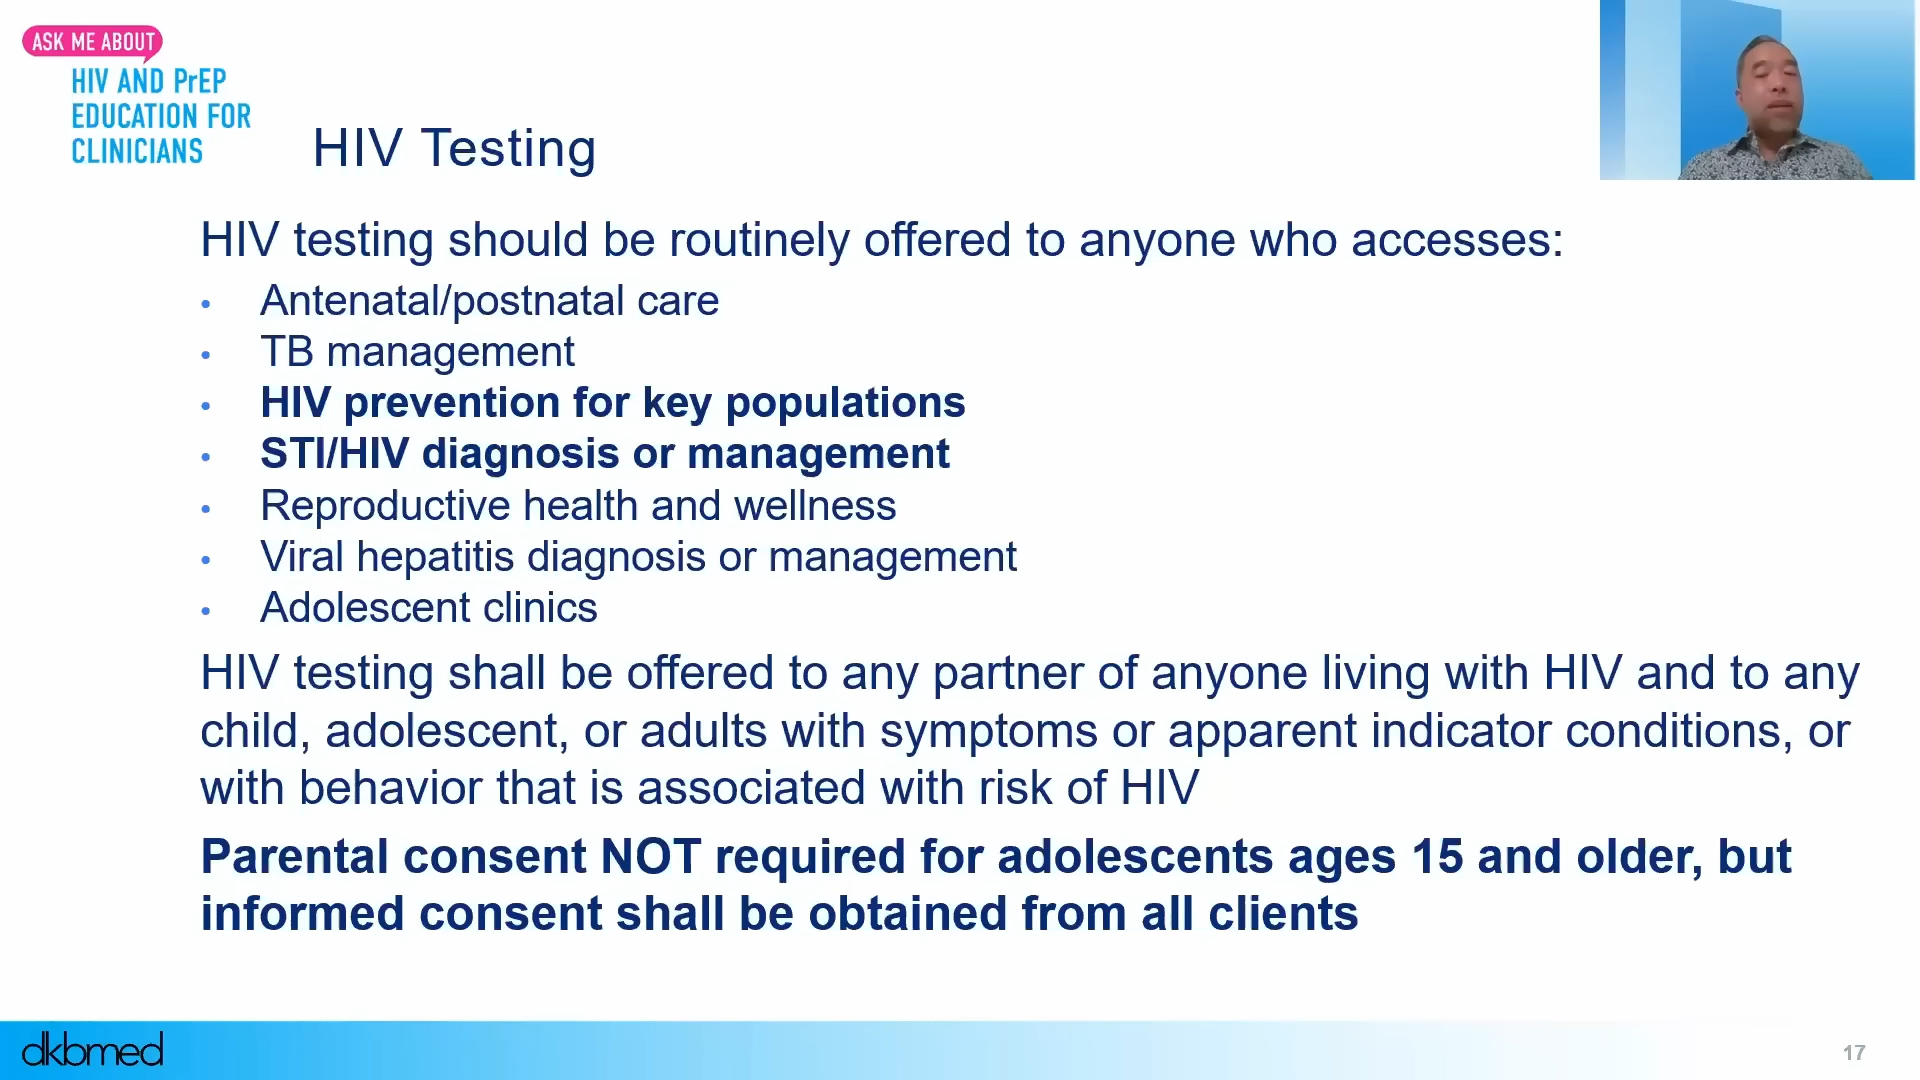 ASK ME ABOUT
HIV AND PrEP
EDUCATION FOR
CLINICIANS
HIV Testing
HIV testing should be routinely offered to anyone who accesses:
• Antenatal/postnatal care
• TB management
• HIV prevention for key populations
• STI/HIV diagnosis or management
• Reproductive health and wellness
• Viral hepatitis diagnosis or management
• Adolescent clinics
HIV testing shall be offered to any partner of anyone living with HIV and to any
child, adolescent, or adults with symptoms or apparent indicator conditions, or
with behavior that is associated with risk of HIV
Parental consent NOT required for adolescents ages 15 and older, but
informed consent shall be obtained from all clients
dkbmed
17